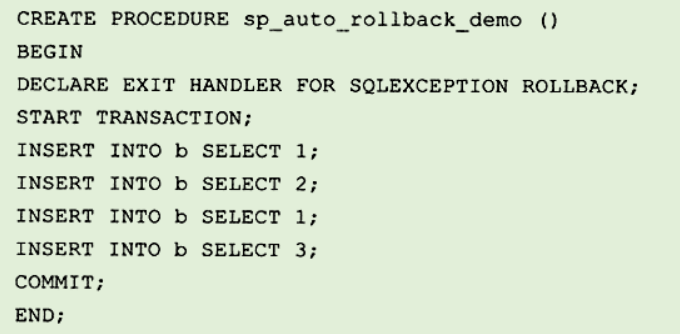 CREATE PROCEDURE sp_auto_rollback_demo ()
BEGIN
DECLARE EXIT HANDLER FOR SQLEXCEPTION ROLLBACK;
START TRANSACTION;
INSERT INTO b SELECT 1;
INSERT INTO b SELECT 2;
INSERT INTO b SELECT 1;
INSERT INTO b SELECT 3;
COMMIT;
END;